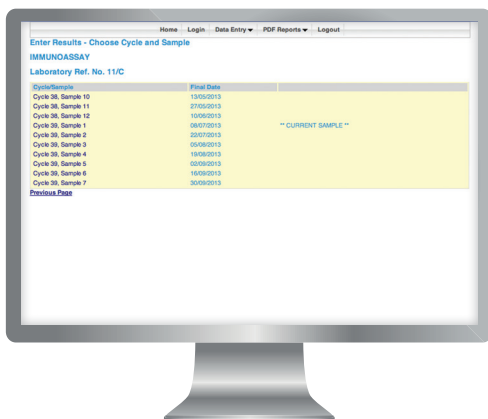 Home Login Data Entry PDF Reports Logout
Enter Results - Choose Cycle and Sample
IMMUNOASSAY
Laboratory Ref. No. 11/C
Cycle/Sample Final Date
Cycle 38, Sample 10 13/05/2013
Cycle 38, Sample 11 27/05/2013
Cycle 38, Sample 12 10/06/2013
Cycle 39, Sample 1 08/07/2013 ** CURRENT SAMPLE **
Cycle 39, Sample 2 22/07/2013
Cycle 39, Sample 3 05/08/2013
Cycle 39, Sample 4 19/08/2013
Cycle 39, Sample 5 02/09/2013
Cycle 39, Sample 6 16/09/2013
Cycle 39, Sample 7 30/09/2013
Previous Page